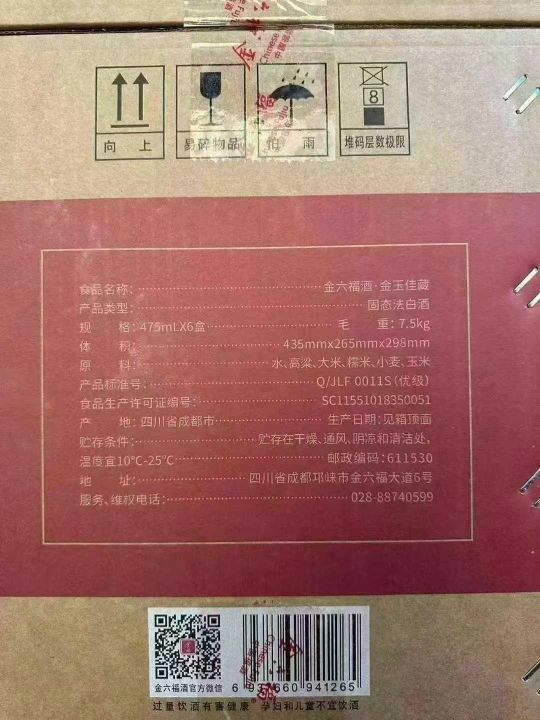 金六福
Chinese Fujiu
向 上
易碎物品
怕 雨
8
堆码层数极限
食品名称：金六福酒·金玉佳藏
产品类型：固态法白酒
规 格：475mLX6盒 毛 重：7.5kg
体 积：435mmx265mmx298mm
原 料：水、高粱、大米、糯米、小麦、玉米
产品标准号：Q/JLF 0011S(优级)
食品生产许可证编号：SC11551018350051
产 地：四川省成都市 生产日期：见箱顶面
贮存条件：贮存在干燥、通风、阴凉和清洁处，
温度宜10℃-25℃ 邮政编码：611530
地 址：四川省成都邛崃市金六福大道6号
服务、维权电话：028-88740599
金六福酒官方微信
6 931660 941265
过量饮酒有害健康 孕妇和儿童不宜饮酒